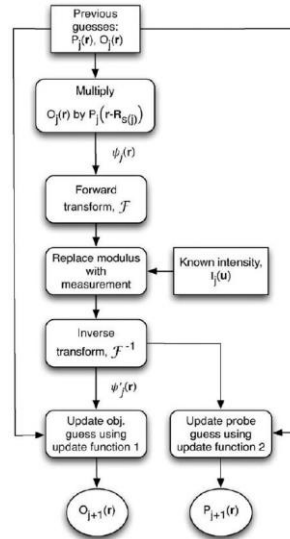 Previous
guesses:
Pj(r), Oj(r)
Multiply
Oj(r) by Pj(r-Rs(j))
ψj(r)
Forward
transform, ℱ
Replace modulus
with
measurement
Known intensity,
Ij(u)
Inverse
transform, ℱ-1
ψ'j(r)
Update obj.
guess using
update function 1
Update probe
guess using
update function 2
Oj+1(r)
Pj+1(r)